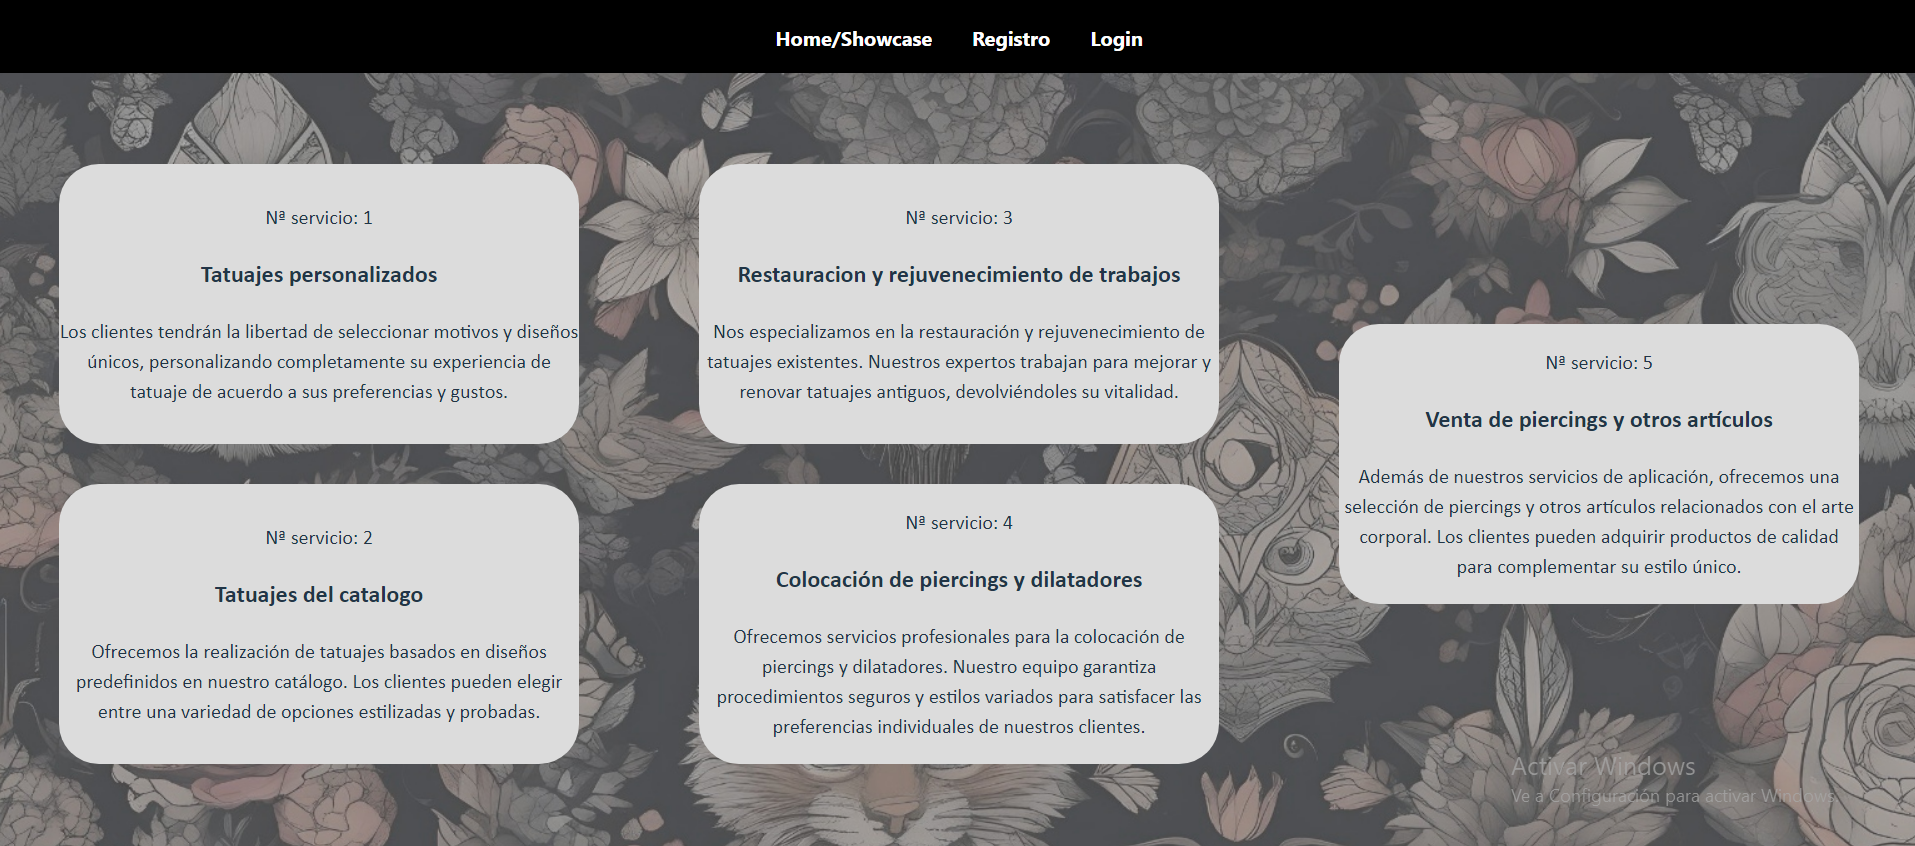 Home/Showcase Registro Login
Nª servicio: 1
Tatuajes personalizados
Los clientes tendrán la libertad de seleccionar motivos y diseños
únicos, personalizando completamente su experiencia de
tatuaje de acuerdo a sus preferencias y gustos.
Nª servicio: 2
Tatuajes del catalogo
Ofrecemos la realización de tatuajes basados en diseños
predefinidos en nuestro catálogo. Los clientes pueden elegir
entre una variedad de opciones estilizadas y probadas.
Nª servicio: 3
Restauracion y rejuvenecimiento de trabajos
Nos especializamos en la restauración y rejuvenecimiento de
tatuajes existentes. Nuestros expertos trabajan para mejorar y
renovar tatuajes antiguos, devolviéndoles su vitalidad.
Nª servicio: 4
Colocación de piercings y dilatadores
Ofrecemos servicios profesionales para la colocación de
piercings y dilatadores. Nuestro equipo garantiza
procedimientos seguros y estilos variados para satisfacer las
preferencias individuales de nuestros clientes.
Nª servicio: 5
Venta de piercings y otros artículos
Además de nuestros servicios de aplicación, ofrecemos una
selección de piercings y otros artículos relacionados con el arte
corporal. Los clientes pueden adquirir productos de calidad
para complementar su estilo único.
Activar Windows
Ve a Configuración para activar Windows.